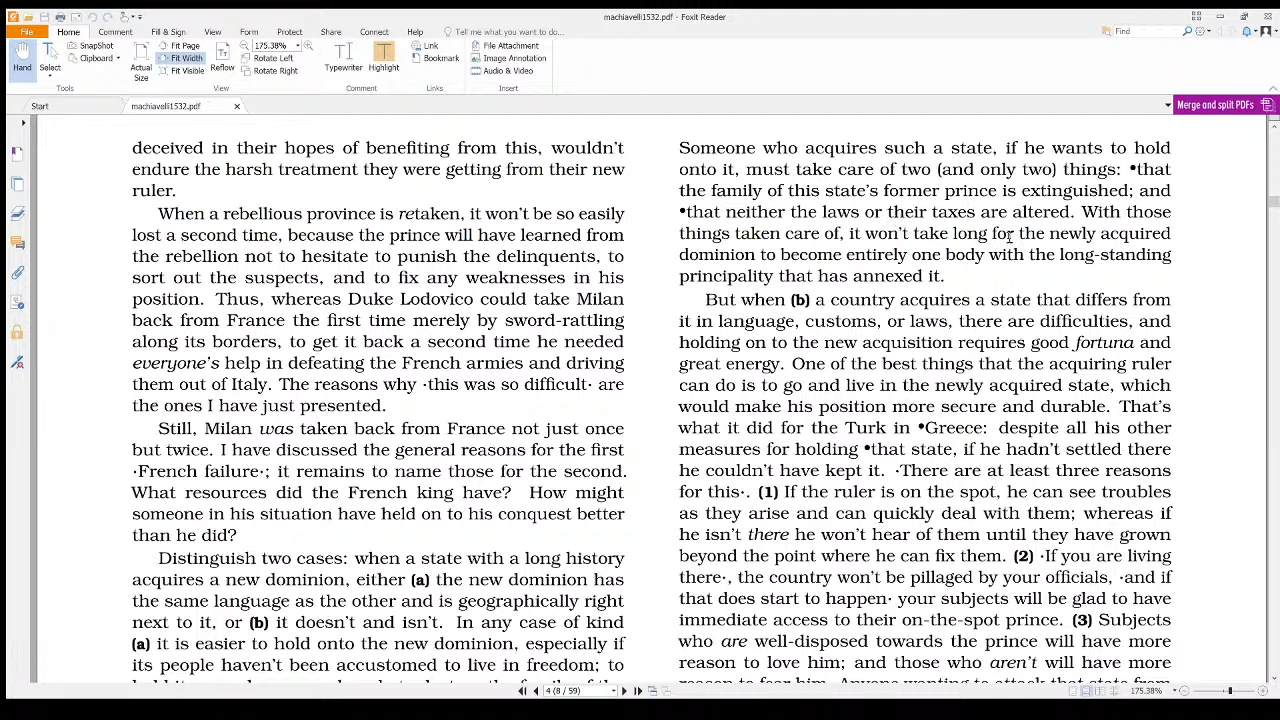 machiavelli1532.pdf - Foxit Reader
File Home Comment View Form Protect Share Connect Help Tell me what you want to do...
Fill & Sign
Find
SnapShot
Clipboard
Hand
Select
Actual Size
Fit Page
Fit Width
Fit Visible
Reflow
175.38%
Rotate Left
Rotate Right
Typewriter
Highlight
Link
Bookmark
File Attachment
Image Annotation
Audio & Video
Tools View Comment Links Insert
Start machiavelli1532.pdf
Merge and split PDFs
deceived in their hopes of benefiting from this, wouldn't
endure the harsh treatment they were getting from their new
ruler.
When a rebellious province is retaken, it won't be so easily
lost a second time, because the prince will have learned from
the rebellion not to hesitate to punish the delinquents, to
sort out the suspects, and to fix any weaknesses in his
position. Thus, whereas Duke Lodovico could take Milan
back from France the first time merely by sword-rattling
along its borders, to get it back a second time he needed
everyone's help in defeating the French armies and driving
them out of Italy. The reasons why ·this was so difficult· are
the ones I have just presented.
Still, Milan was taken back from France not just once
but twice. I have discussed the general reasons for the first
·French failure·; it remains to name those for the second.
What resources did the French king have? How might
someone in his situation have held on to his conquest better
than he did?
Distinguish two cases: when a state with a long history
acquires a new dominion, either (a) the new dominion has
the same language as the other and is geographically right
next to it, or (b) it doesn't and isn't. In any case of kind
(a) it is easier to hold onto the new dominion, especially if
its people haven't been accustomed to live in freedom; to
Someone who acquires such a state, if he wants to hold
onto it, must take care of two (and only two) things: •that
the family of this state's former prince is extinguished; and
•that neither the laws or their taxes are altered. With those
things taken care of, it won't take long for the newly acquired
dominion to become entirely one body with the long-standing
principality that has annexed it.
But when (b) a country acquires a state that differs from
it in language, customs, or laws, there are difficulties, and
holding on to the new acquisition requires good fortuna and
great energy. One of the best things that the acquiring ruler
can do is to go and live in the newly acquired state, which
would make his position more secure and durable. That's
what it did for the Turk in •Greece: despite all his other
measures for holding •that state, if he hadn't settled there
he couldn't have kept it. ·There are at least three reasons
for this·. (1) If the ruler is on the spot, he can see troubles
as they arise and can quickly deal with them; whereas if
he isn't there he won't hear of them until they have grown
beyond the point where he can fix them. (2) ·If you are living
there·, the country won't be pillaged by your officials, ·and if
that does start to happen· your subjects will be glad to have
immediate access to their on-the-spot prince. (3) Subjects
who are well-disposed towards the prince will have more
reason to love him; and those who aren't will have more
4 (8 / 59)
175.38%